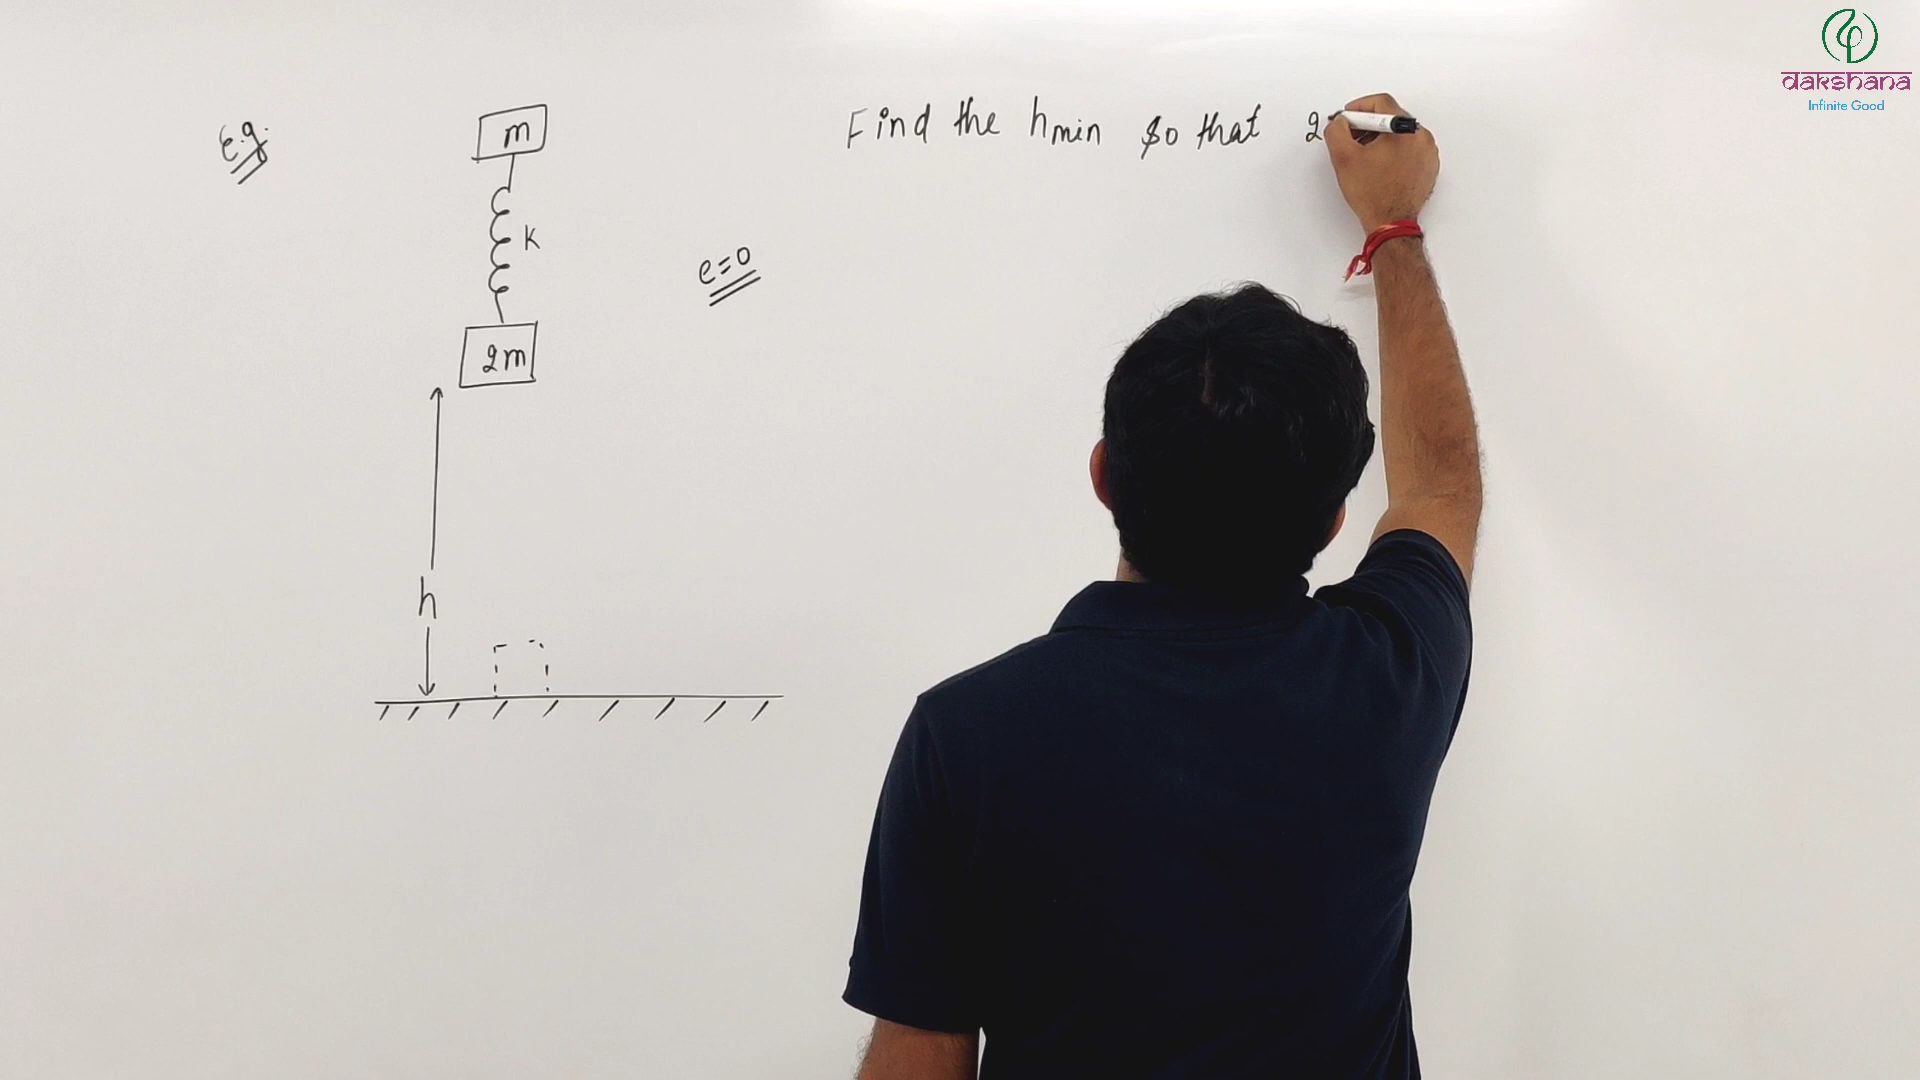 E.g.
m
K
2m
h
e=0
Find the hmin so that 2
dakshana
Infinite Good